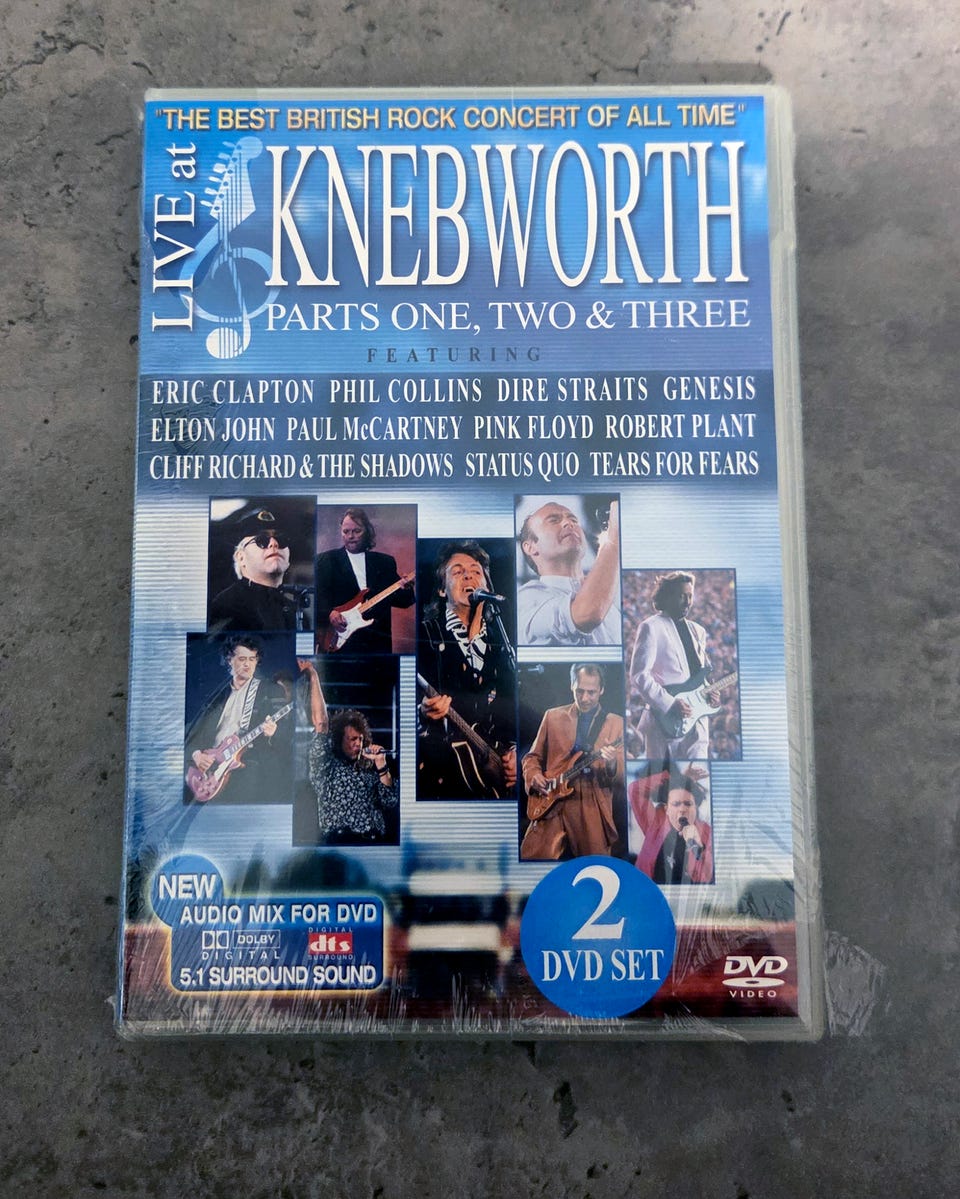 "THE BEST BRITISH ROCK CONCERT OF ALL TIME"
LIVE at
KNEBWORTH
PARTS ONE, TWO & THREE
FEATURING
ERIC CLAPTON PHIL COLLINS DIRE STRAITS GENESIS
ELTON JOHN PAUL McCARTNEY PINK FLOYD ROBERT PLANT
CLIFF RICHARD & THE SHADOWS STATUS QUO TEARS FOR FEARS
NEW
AUDIO MIX FOR DVD
DOLBY
DIGITAL
DIGITAL
dts
SURROUND
5.1 SURROUND SOUND
2
DVD SET
DVD
VIDEO